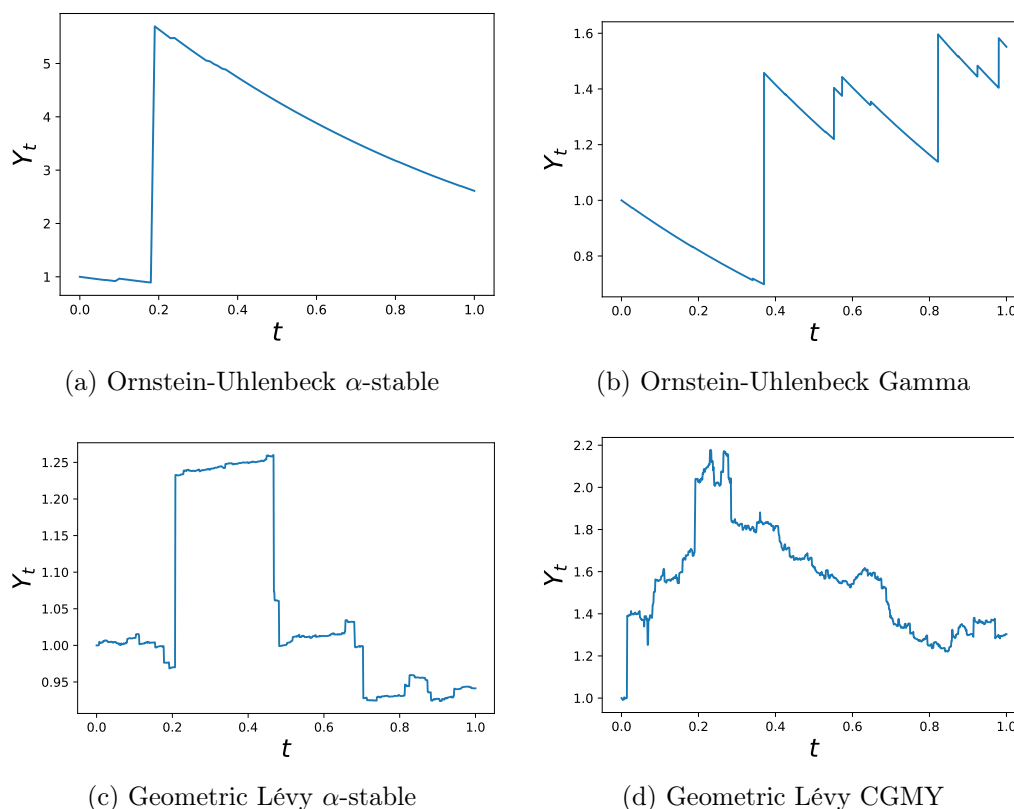 5
4
3
2
1
0.0 0.2 0.4 0.6 0.8 1.0
Y_t
t
(a) Ornstein-Uhlenbeck α-stable
1.6
1.4
1.2
1.0
0.8
0.0 0.2 0.4 0.6 0.8 1.0
Y_t
t
(b) Ornstein-Uhlenbeck Gamma
1.25
1.20
1.15
1.10
1.05
1.00
0.95
0.0 0.2 0.4 0.6 0.8 1.0
Y_t
t
(c) Geometric Lévy α-stable
2.2
2.0
1.8
1.6
1.4
1.2
1.0
0.0 0.2 0.4 0.6 0.8 1.0
Y_t
t
(d) Geometric Lévy CGMY